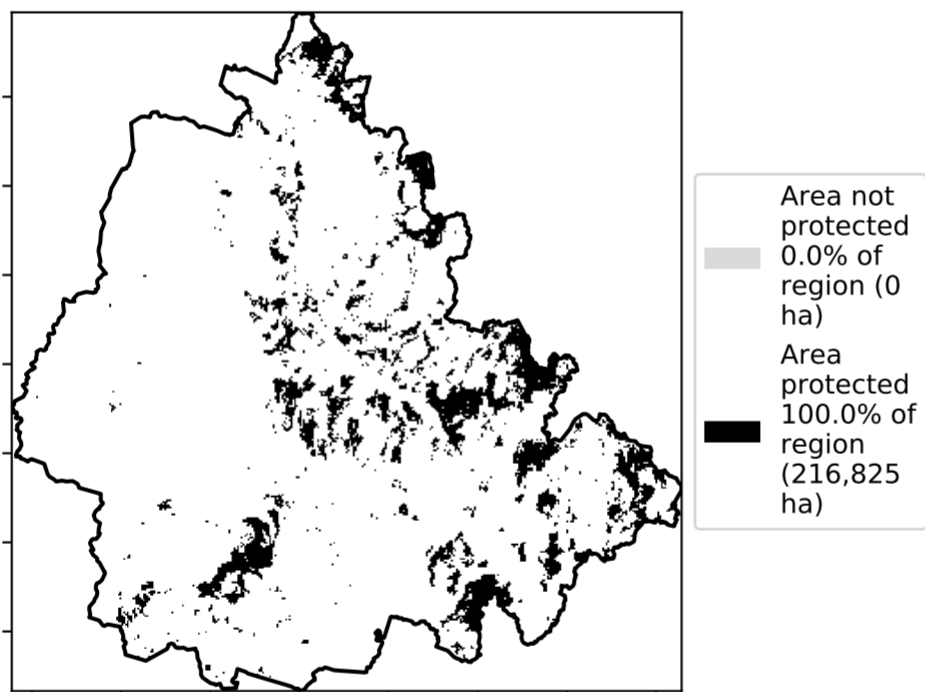 Area not
protected
0.0% of
region (0
ha)
Area
protected
100.0% of
region
(216,825
ha)